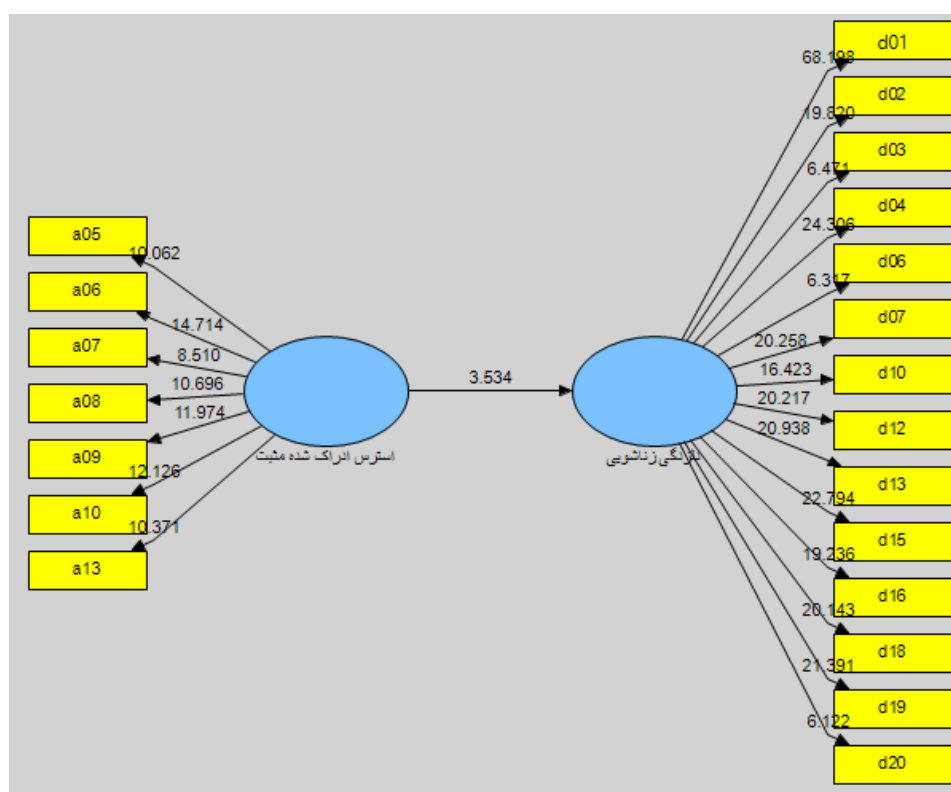 a05
a06
a07
a08
a09
a10
a13
10.062
14.714
8.510
10.696
11.974
12.126
10.371
استرس ادراک شده مثبت
3.534
دلزدگی زناشویی
68.198
19.820
6.471
24.306
6.317
20.258
16.423
20.217
20.938
22.794
19.236
20.143
21.391
6.122
d01
d02
d03
d04
d06
d07
d10
d12
d13
d15
d16
d18
d19
d20